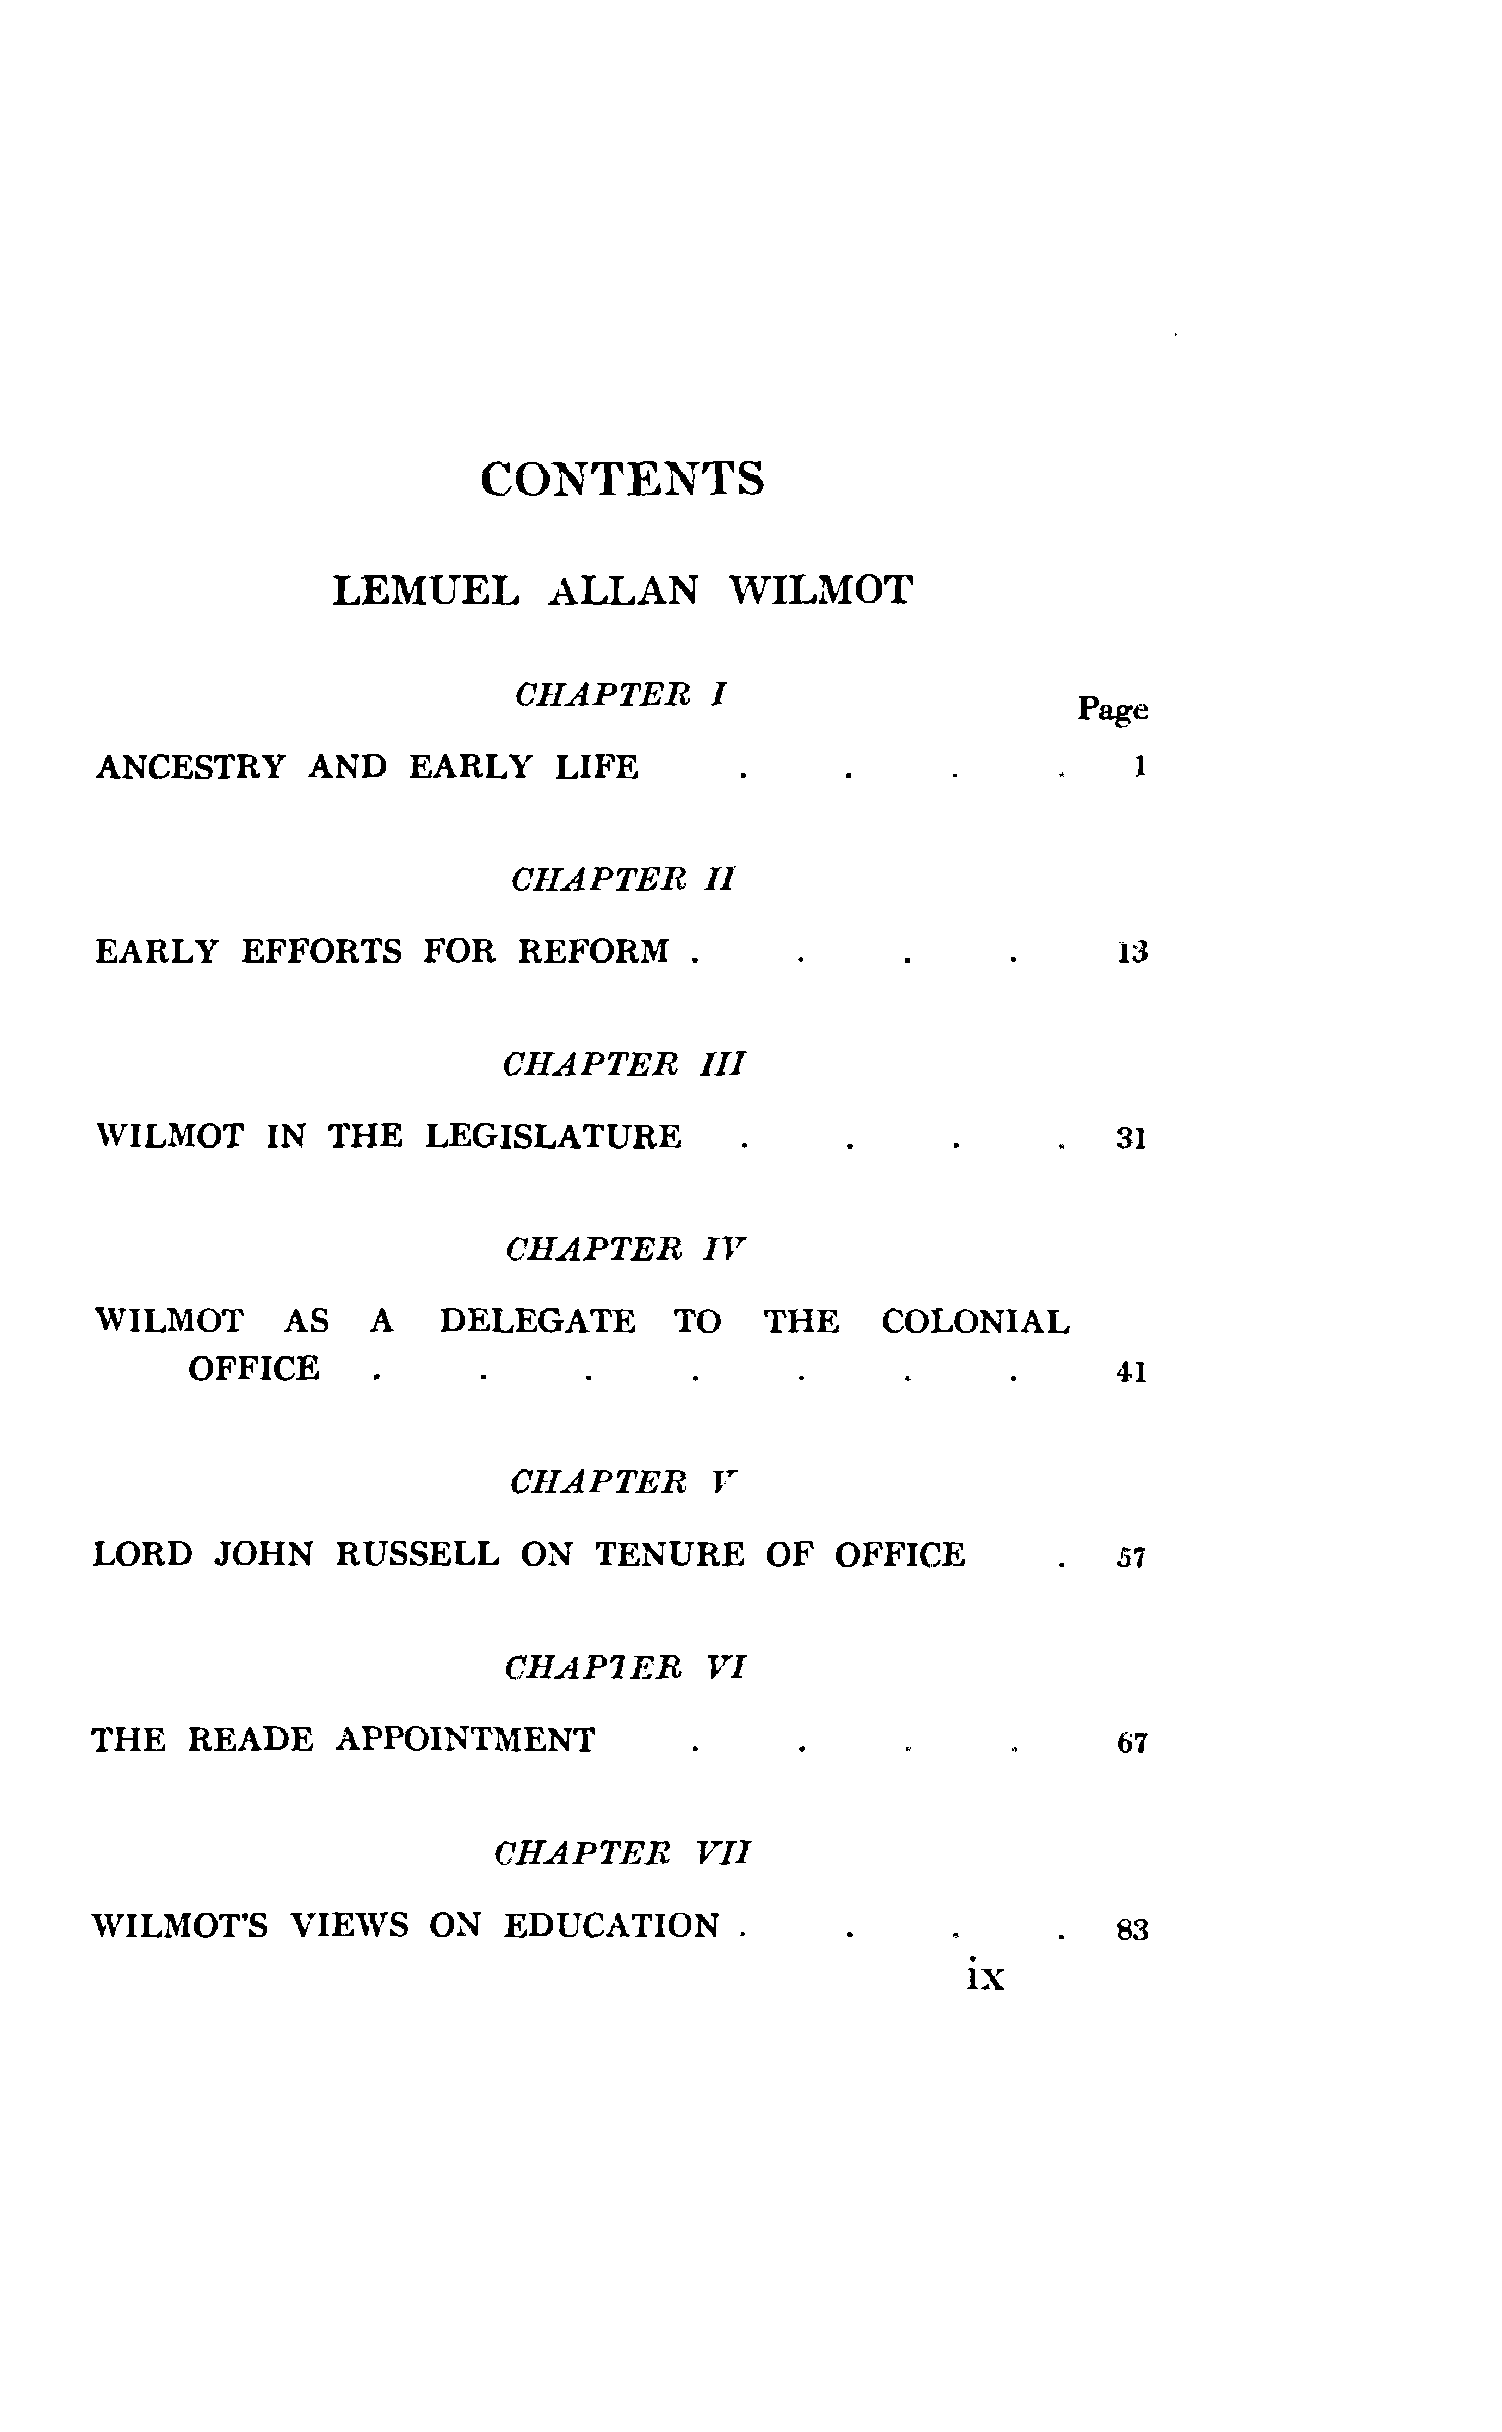 CONTENTS
LEMUEL ALLAN WILMOT
CHAPTER I
Page
ANCESTRY AND EARLY LIFE . . . . 1
CHAPTER II
EARLY EFFORTS FOR REFORM . . . . 13
CHAPTER III
WILMOT IN THE LEGISLATURE . . . . 31
CHAPTER IV
WILMOT AS A DELEGATE TO THE COLONIAL
OFFICE . . . . . . . 41
CHAPTER V
LORD JOHN RUSSELL ON TENURE OF OFFICE . 57
CHAPTER VI
THE READE APPOINTMENT . . . . 67
CHAPTER VII
WILMOT'S VIEWS ON EDUCATION . . . . 83
ix